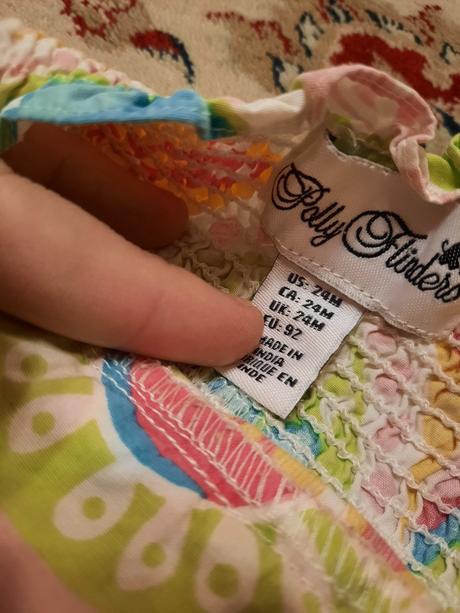 Polly Flinders
US: 24M
CA: 24M
UK: 24M
EU: 92
MADE IN
INDIA
FABRIQUE EN
INDE